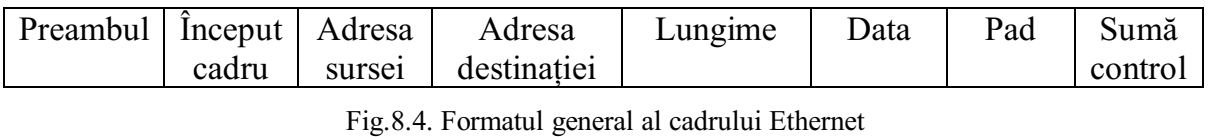 Preambul Început cadru Adresa sursei Adresa destinației Lungime Data Pad Sumă control
Fig.8.4. Formatul general al cadrului Ethernet